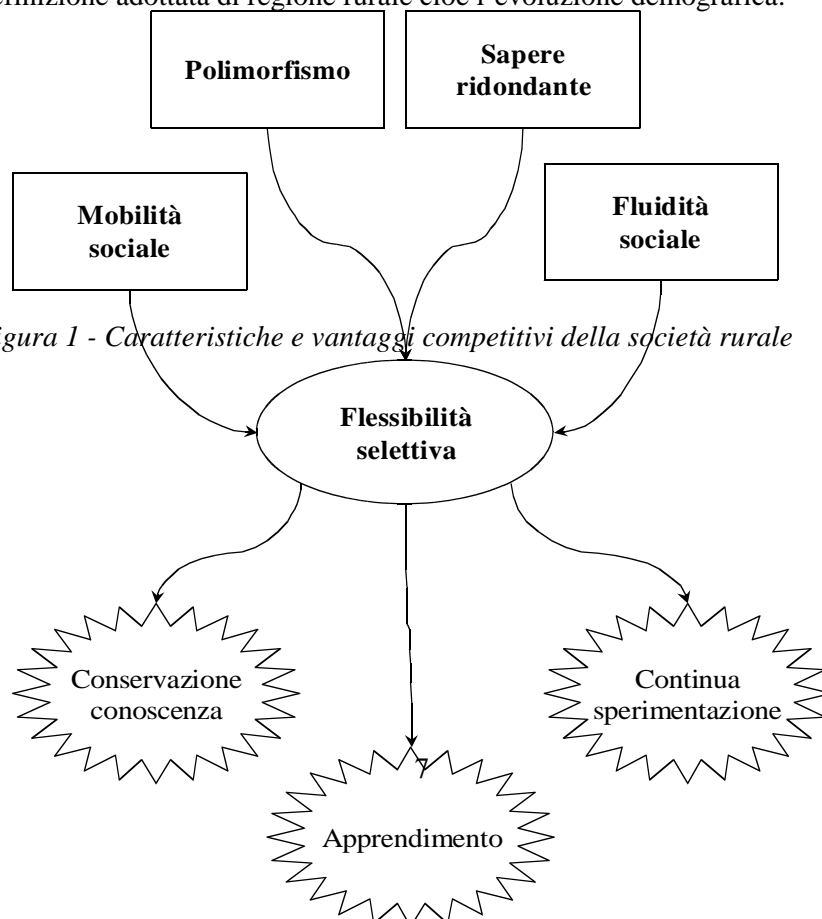 definizione adottata di regione rurale cioè l'evoluzione demografica.
Polimorfismo
Sapere
ridondante
Mobilità
sociale
Fluidità
sociale
igura 1 - Caratteristiche e vantaggi competitivi della società rurale
Flessibilità
selettiva
Conservazione
conoscenza
Continua
sperimentazione
7
Apprendimento